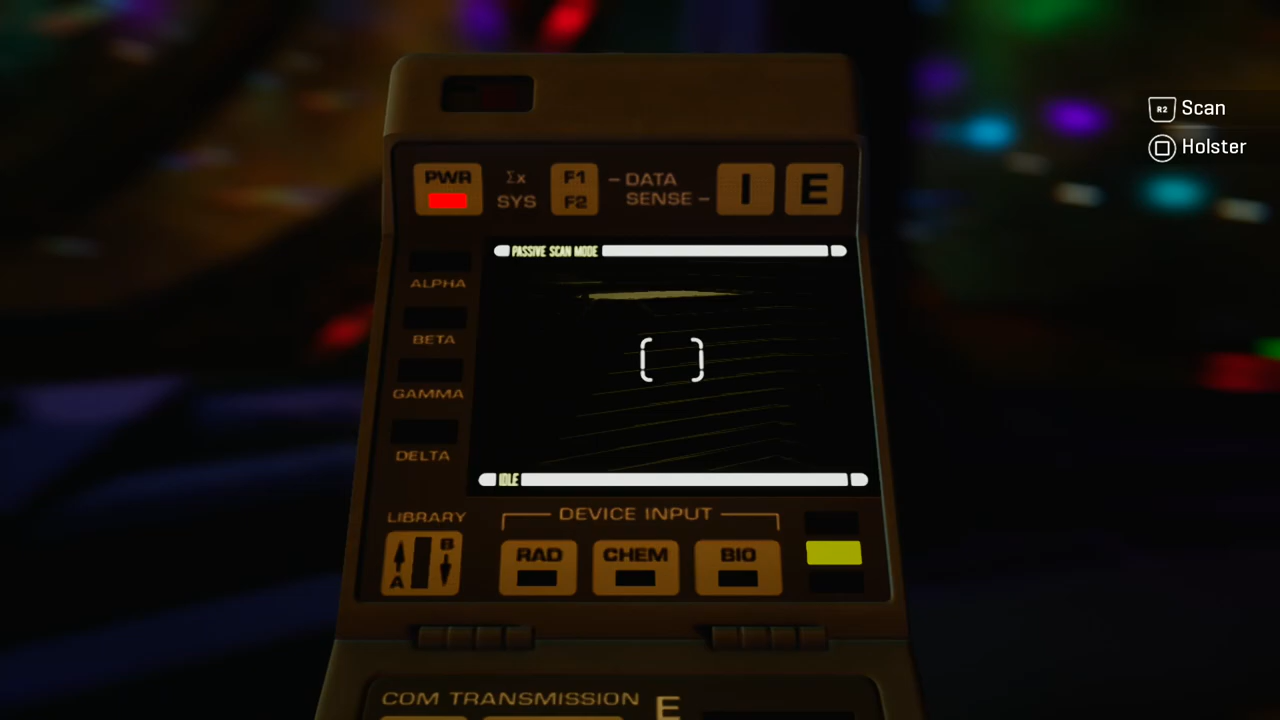 R2 Scan
Holster
PWR
Σx
SYS
F1
F2
– DATA
SENSE –
I
E
PASSIVE SCAN MODE
ALPHA
BETA
GAMMA
DELTA
IDLE
LIBRARY
B
A
DEVICE INPUT
RAD
CHEM
BIO
COM TRANSMISSION
E